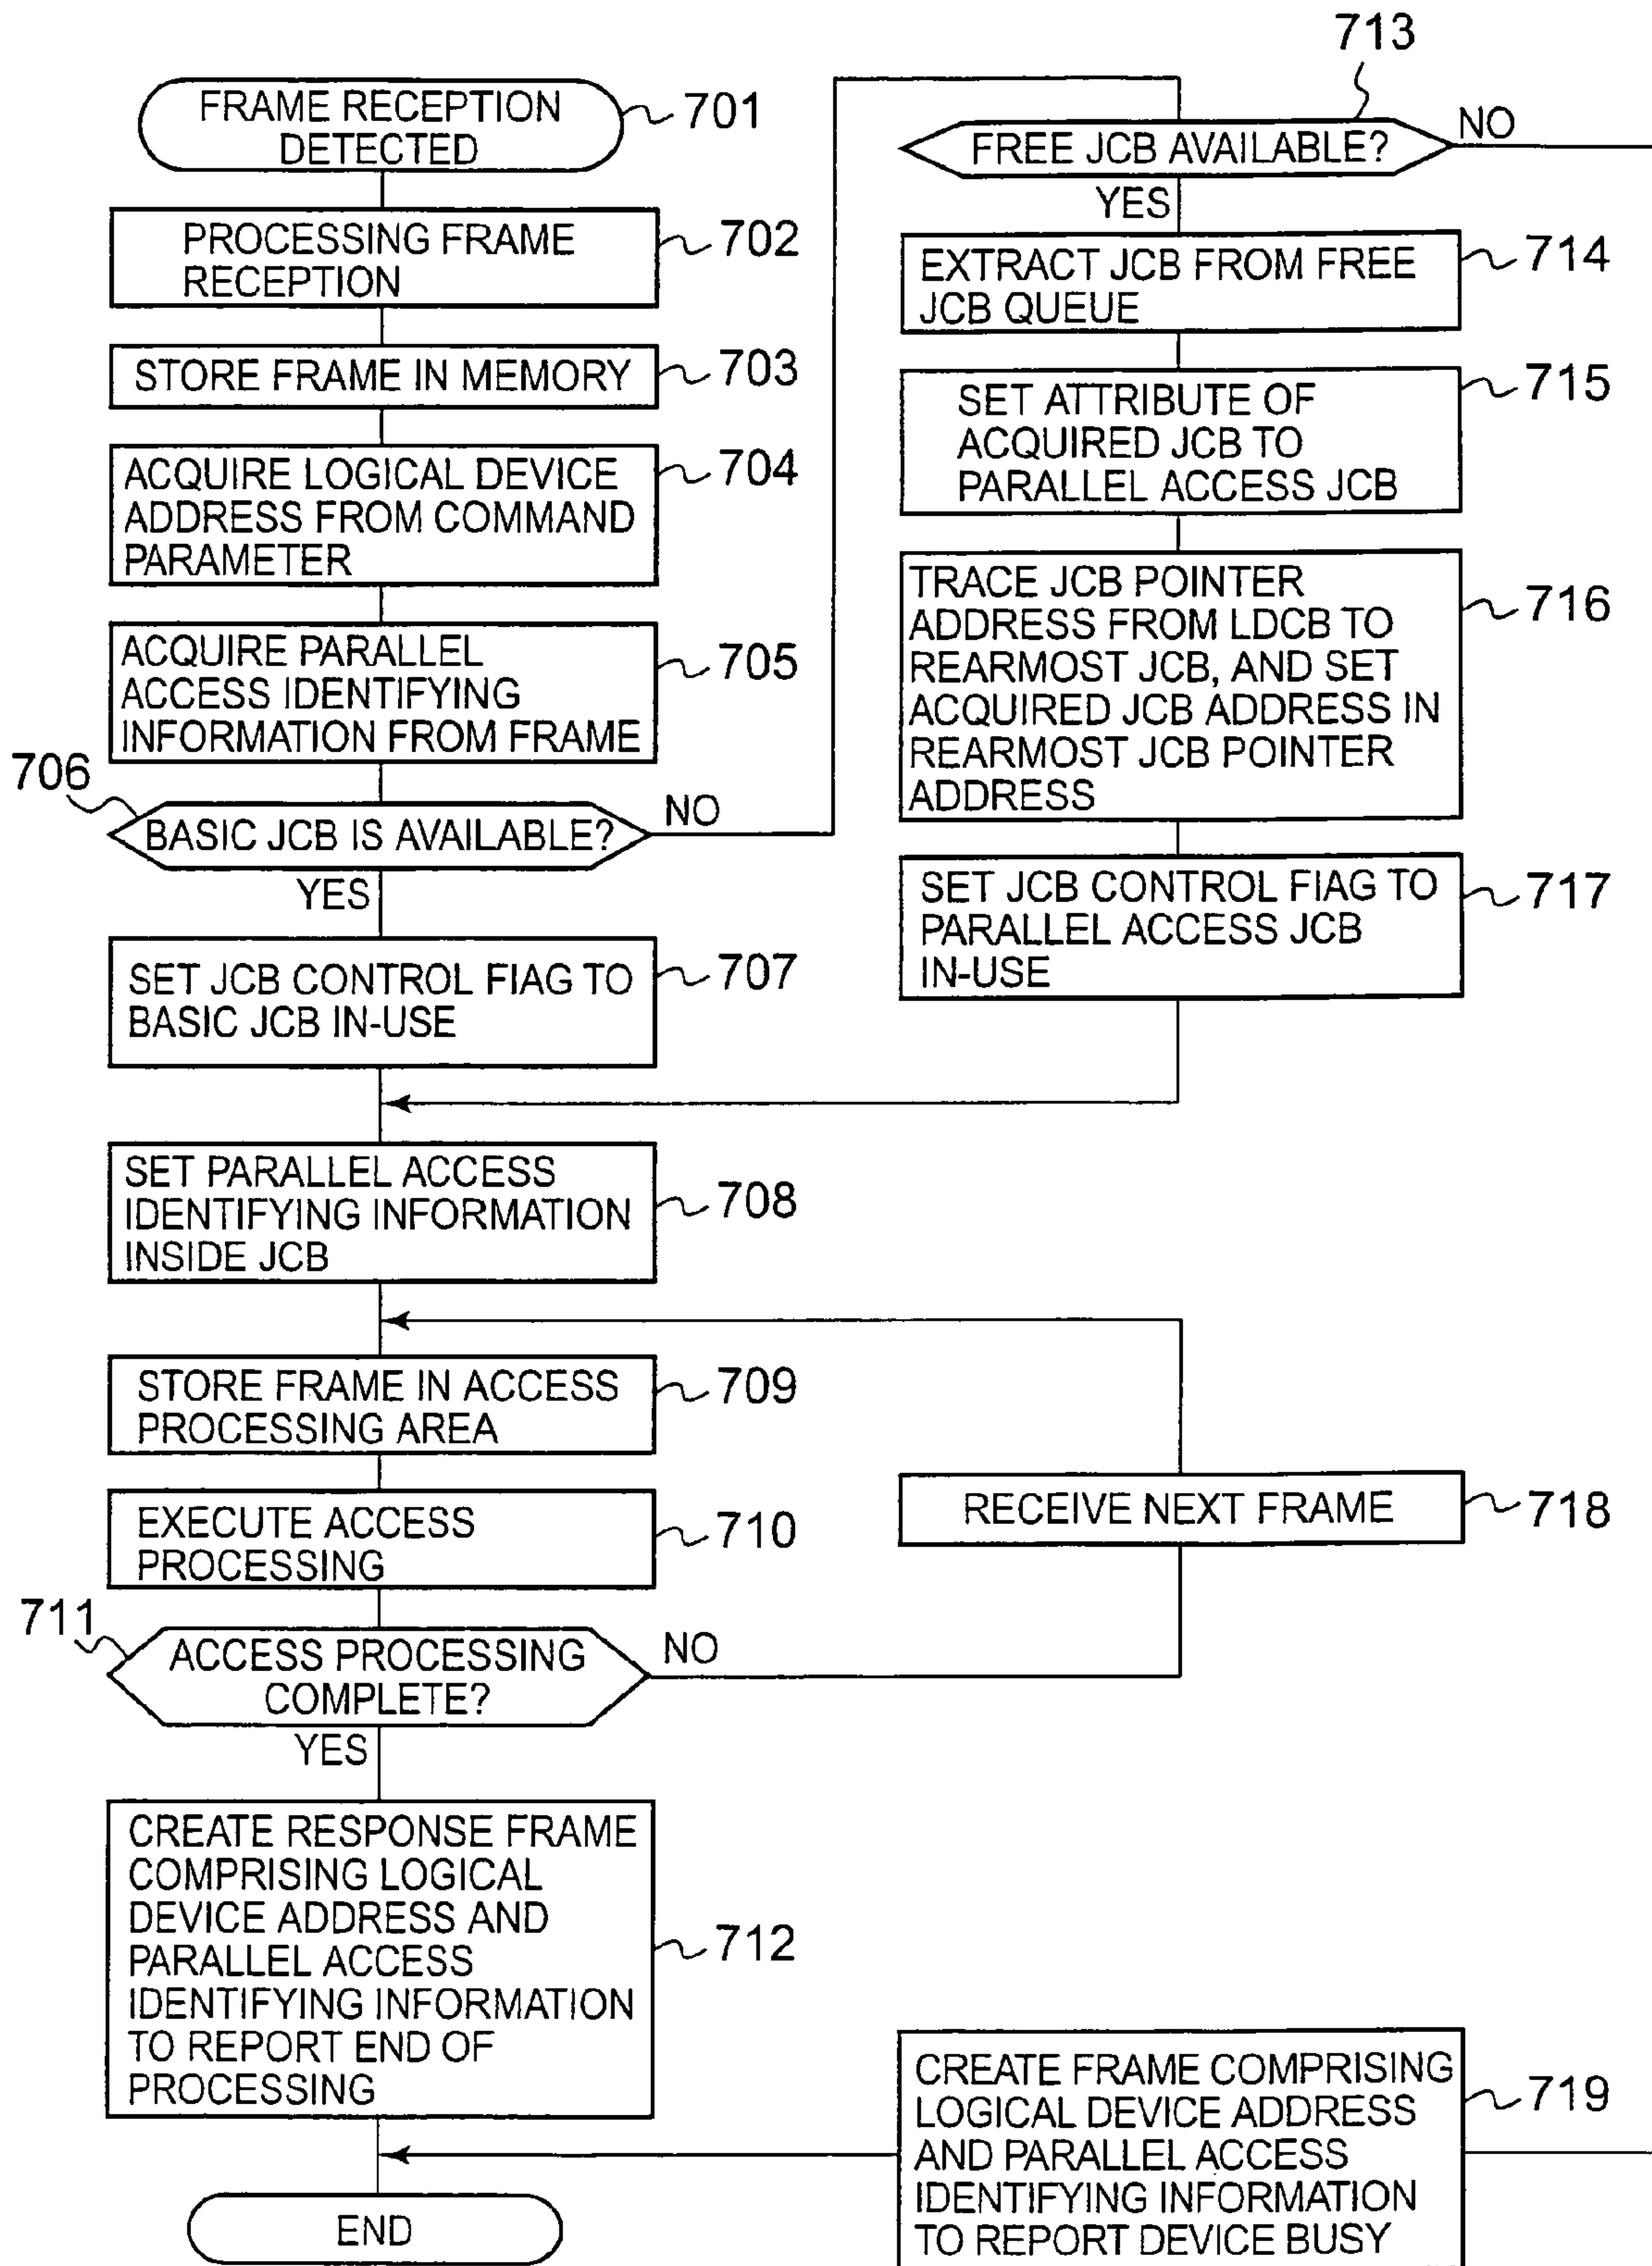 FRAME RECEPTION
DETECTED
701
PROCESSING FRAME
RECEPTION
702
STORE FRAME IN MEMORY
703
ACQUIRE LOGICAL DEVICE
ADDRESS FROM COMMAND
PARAMETER
704
ACQUIRE PARALLEL
ACCESS IDENTIFYING
INFORMATION FROM FRAME
705
706
BASIC JCB IS AVAILABLE?
NO
YES
SET JCB CONTROL FIAG TO
BASIC JCB IN-USE
707
SET PARALLEL ACCESS
IDENTIFYING INFORMATION
INSIDE JCB
708
STORE FRAME IN ACCESS
PROCESSING AREA
709
EXECUTE ACCESS
PROCESSING
710
711
ACCESS PROCESSING
COMPLETE?
NO
YES
CREATE RESPONSE FRAME
COMPRISING LOGICAL
DEVICE ADDRESS AND
PARALLEL ACCESS
IDENTIFYING INFORMATION
TO REPORT END OF
PROCESSING
712
END
713
FREE JCB AVAILABLE?
NO
YES
EXTRACT JCB FROM FREE
JCB QUEUE
714
SET ATTRIBUTE OF
ACQUIRED JCB TO
PARALLEL ACCESS JCB
715
TRACE JCB POINTER
ADDRESS FROM LDCB TO
REARMOST JCB, AND SET
ACQUIRED JCB ADDRESS IN
REARMOST JCB POINTER
ADDRESS
716
SET JCB CONTROL FIAG TO
PARALLEL ACCESS JCB
IN-USE
717
RECEIVE NEXT FRAME
718
CREATE FRAME COMPRISING
LOGICAL DEVICE ADDRESS
AND PARALLEL ACCESS
IDENTIFYING INFORMATION
TO REPORT DEVICE BUSY
719